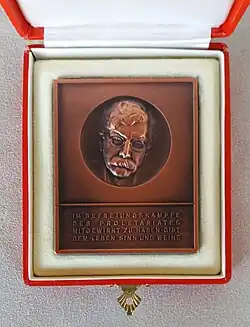 IM BEFREIUNGSKAMPFE
DES PROLETARIATES
MITGEWIRKT ZU HABEN GIBT
DEM LEBEN SINN UND WEIHE